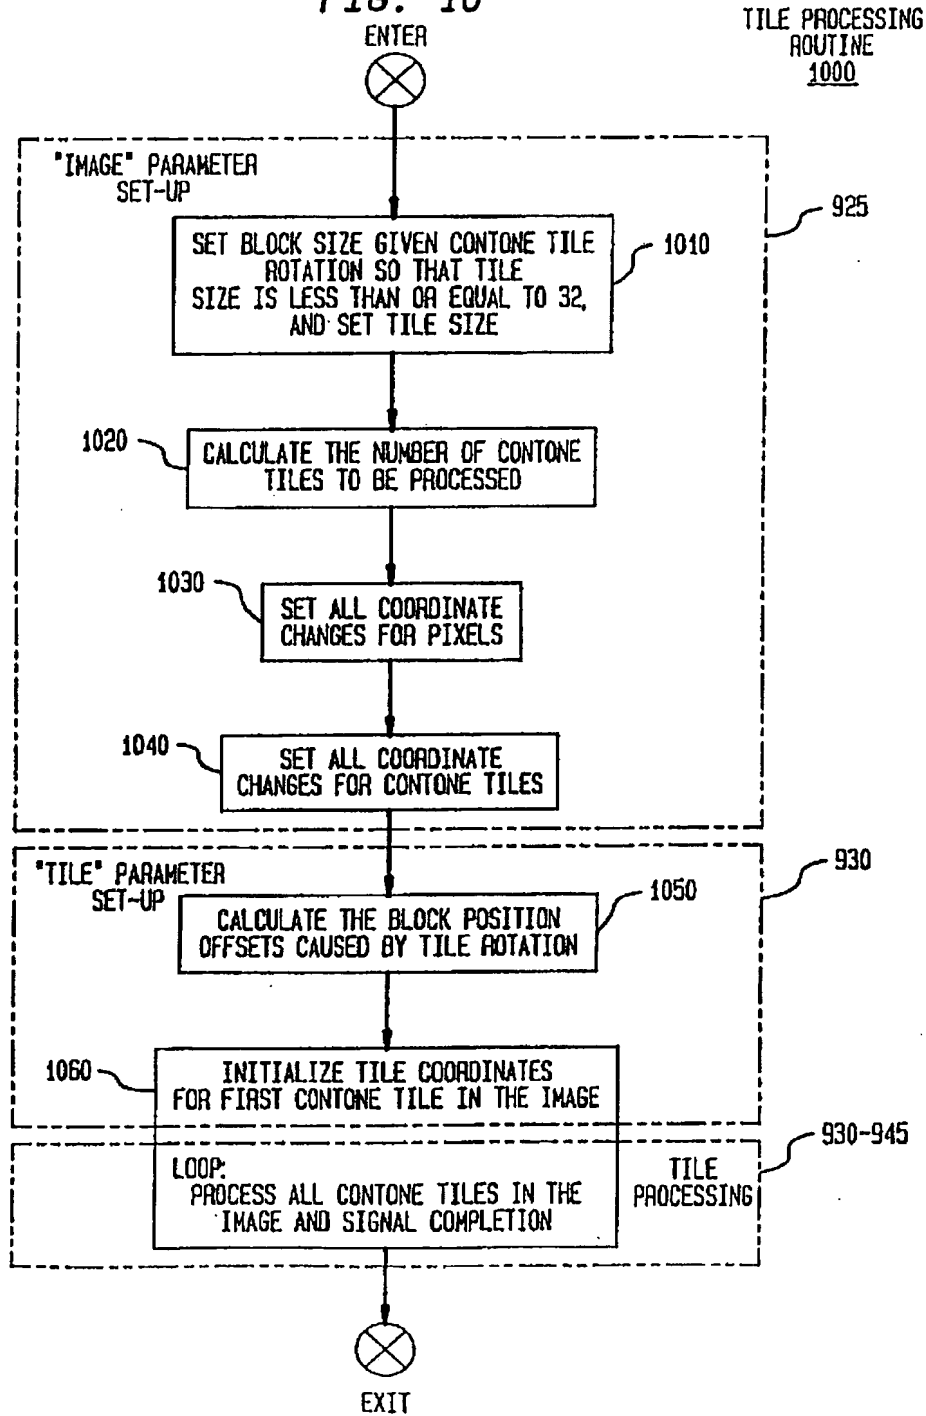 FIG. 10
TILE PROCESSING
ROUTINE
1000
ENTER
"IMAGE" PARAMETER
SET-UP
925
SET BLOCK SIZE GIVEN CONTONE TILE
ROTATION SO THAT TILE
SIZE IS LESS THAN OR EQUAL TO 32,
AND SET TILE SIZE
1010
1020
CALCULATE THE NUMBER OF CONTONE
TILES TO BE PROCESSED
1030
SET ALL COORDINATE
CHANGES FOR PIXELS
1040
SET ALL COORDINATE
CHANGES FOR CONTONE TILES
"TILE" PARAMETER
SET-UP
930
1050
CALCULATE THE BLOCK POSITION
OFFSETS CAUSED BY TILE ROTATION
1060
INITIALIZE TILE COORDINATES
FOR FIRST CONTONE TILE IN THE IMAGE
930-945
LOOP:
PROCESS ALL CONTONE TILES IN THE
IMAGE AND SIGNAL COMPLETION
TILE
PROCESSING
EXIT